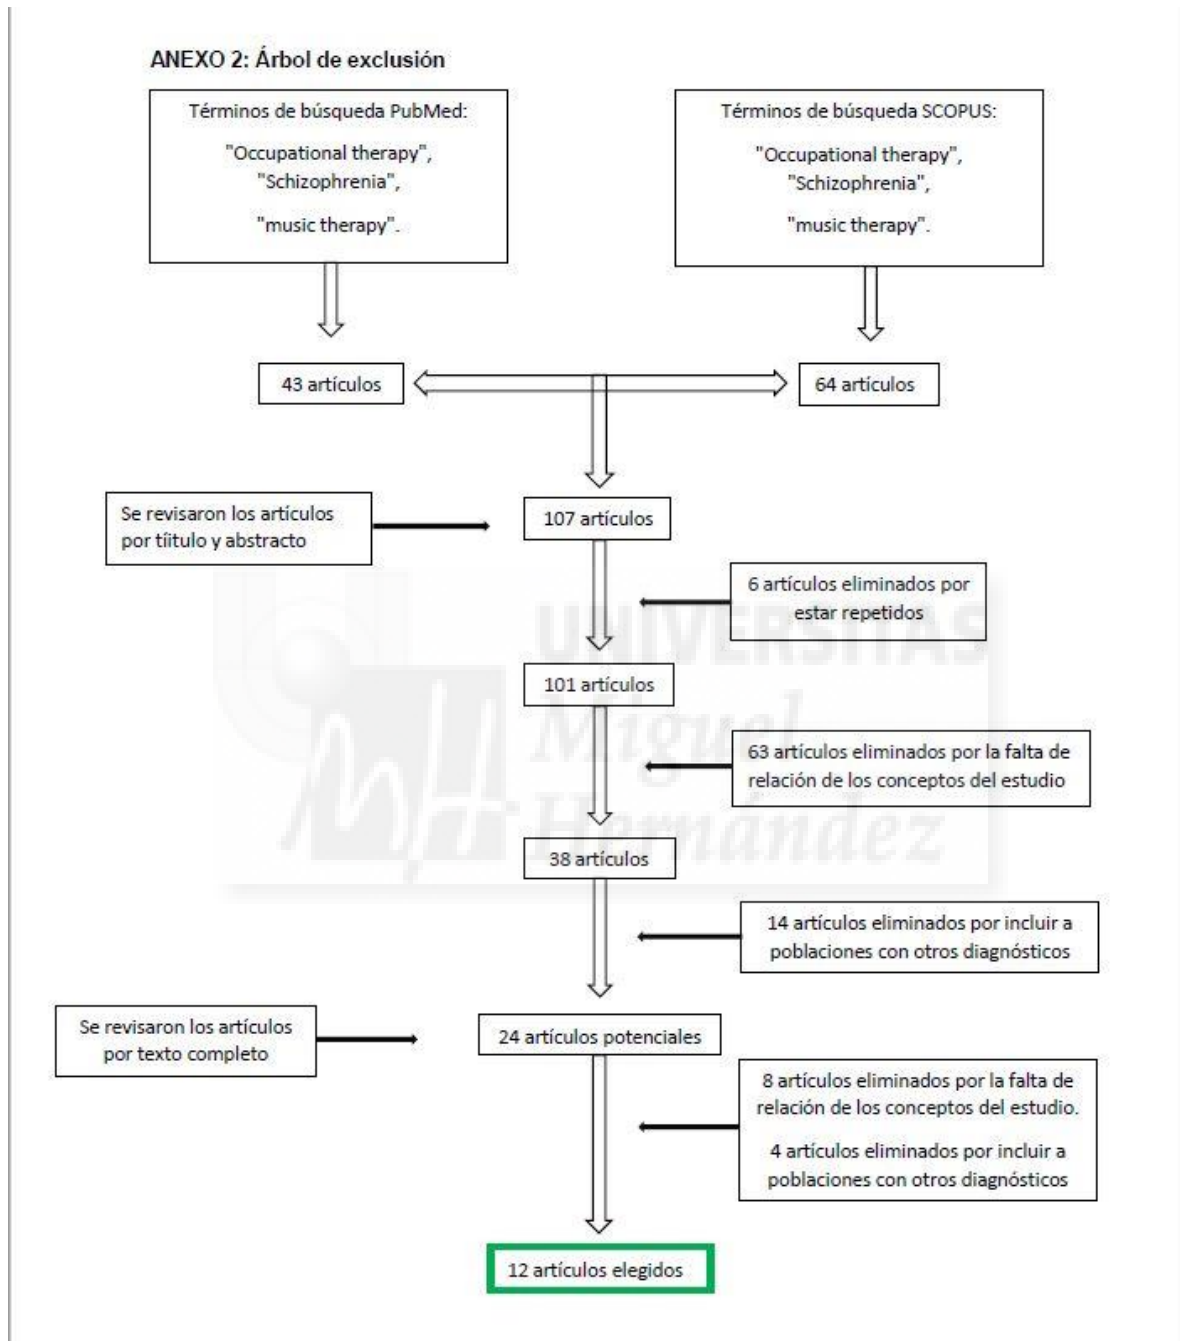 ANEXO 2: Árbol de exclusión
Términos de búsqueda PubMed:
"Occupational therapy",
"Schizophrenia",
"music therapy".
Términos de búsqueda SCOPUS:
"Occupational therapy",
"Schizophrenia",
"music therapy".
43 artículos
64 artículos
107 artículos
Se revisaron los artículos
por tíitulo y abstracto
6 artículos eliminados por
estar repetidos
101 artículos
63 artículos eliminados por la falta de
relación de los conceptos del estudio
38 artículos
14 artículos eliminados por incluir a
poblaciones con otros diagnósticos
Se revisaron los artículos
por texto completo
24 artículos potenciales
8 artículos eliminados por la falta de
relación de los conceptos del estudio.
4 artículos eliminados por incluir a
poblaciones con otros diagnósticos
12 artículos elegidos
UNIVERSITAS
Miguel
Hernández